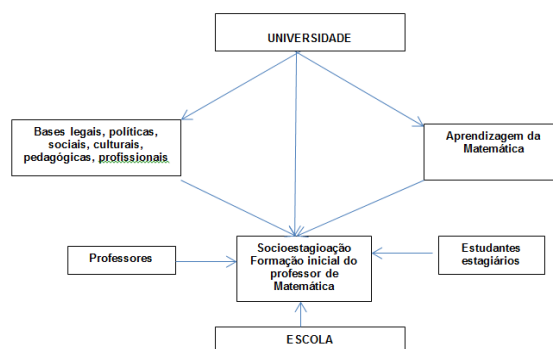 UNIVERSIDADE
Bases legais, políticas,
sociais, culturais,
pedagógicas, profissionais
Aprendizagem da
Matemática
Professores
Socioestagioação
Formação inicial do
professor de
Matemática
Estudantes
estagiários
ESCOLA